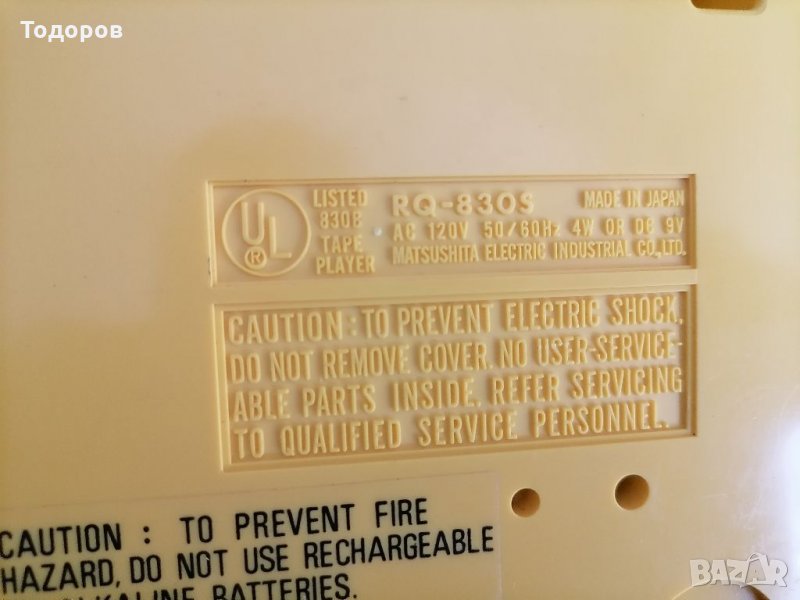 Тодоров
UL
®
LISTED
830B
TAPE
PLAYER
RQ-830S MADE IN JAPAN
AC 120V 50/60Hz 4W OR DC 9V
MATSUSHITA ELECTRIC INDUSTRIAL CO.,LTD.
CAUTION : TO PREVENT ELECTRIC SHOCK,
DO NOT REMOVE COVER. NO USER-SERVICE-
ABLE PARTS INSIDE. REFER SERVICING
TO QUALIFIED SERVICE PERSONNEL.
CAUTION : TO PREVENT FIRE
HAZARD, DO NOT USE RECHARGEABLE
BATTERIES.
BAZAR